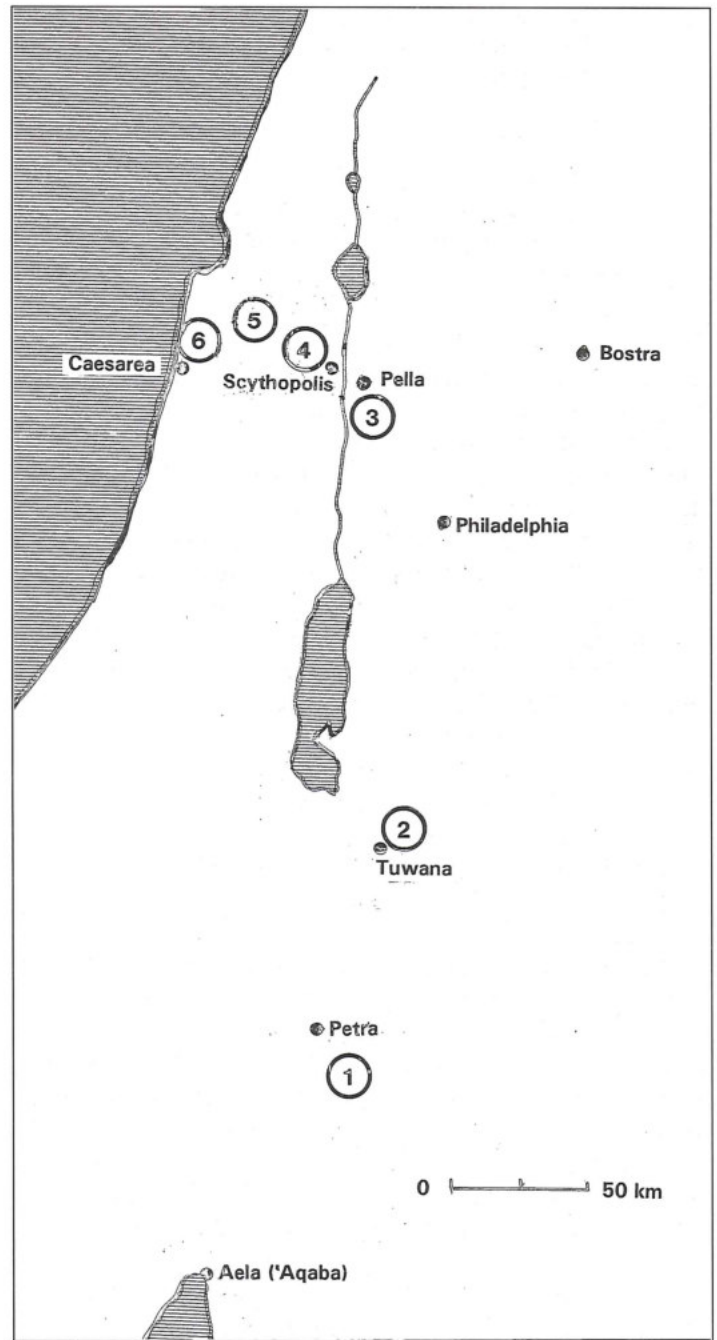 5
6
4
Bostra
Caesarea
Scythopolis
Pella
3
Philadelphia
2
Tuwana
Petra
1
0 50 km
Aela ('Aqaba)